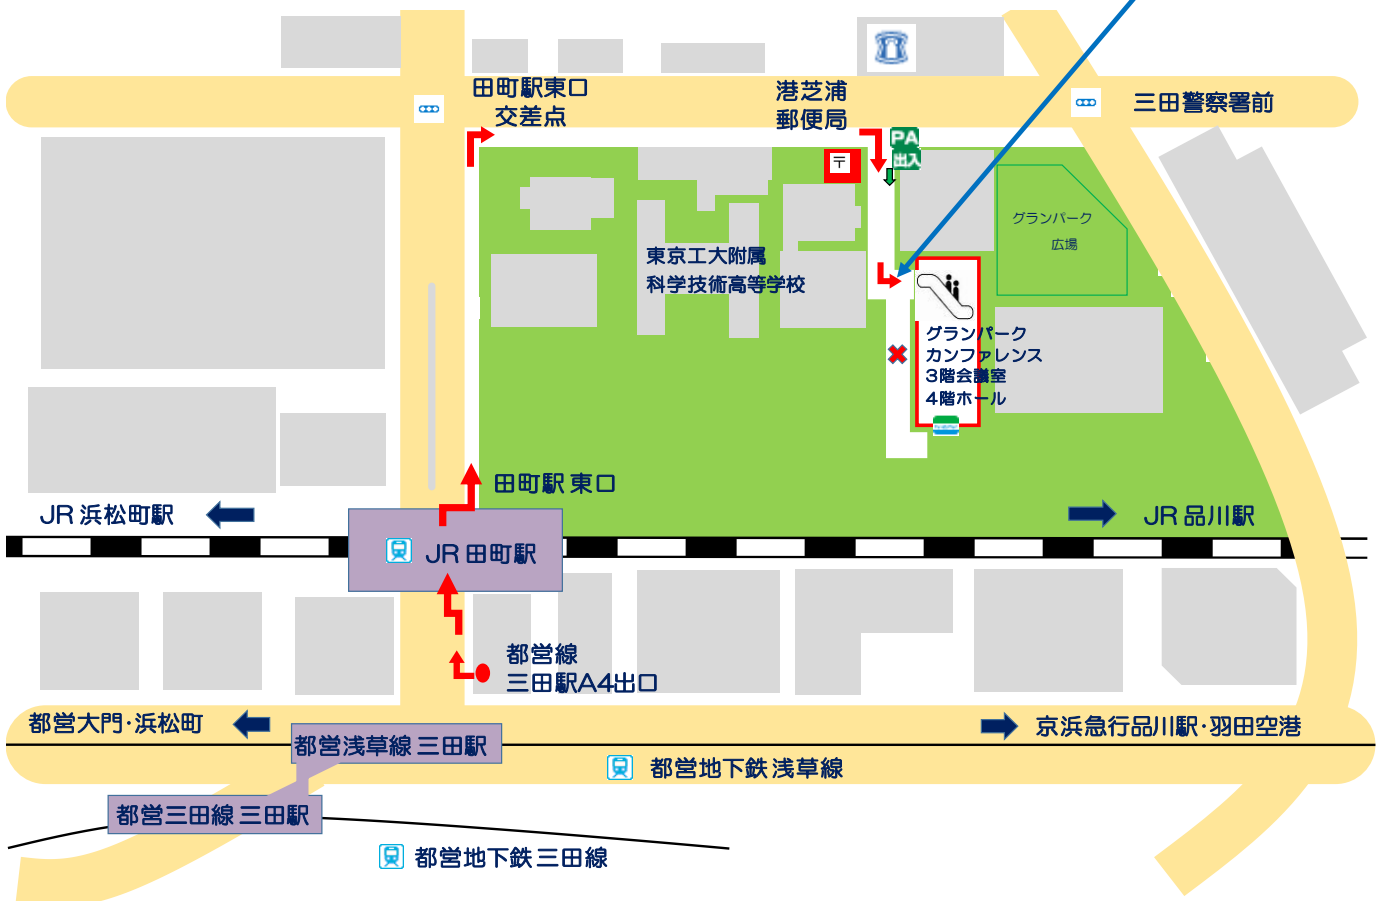 田町駅東口
交差点
港芝浦
郵便局
三田警察署前
PA
出入
〒
グランパーク
広場
東京工大附属
科学技術高等学校
グランパーク
カンファレンス
3階会議室
4階ホール
田町駅 東口
JR 浜松町駅
JR 品川駅
JR 田町駅
都営線
三田駅A4出口
都営大門・浜松町
都営浅草線 三田駅
京浜急行品川駅・羽田空港
都営地下鉄 浅草線
都営三田線 三田駅
都営地下鉄 三田線